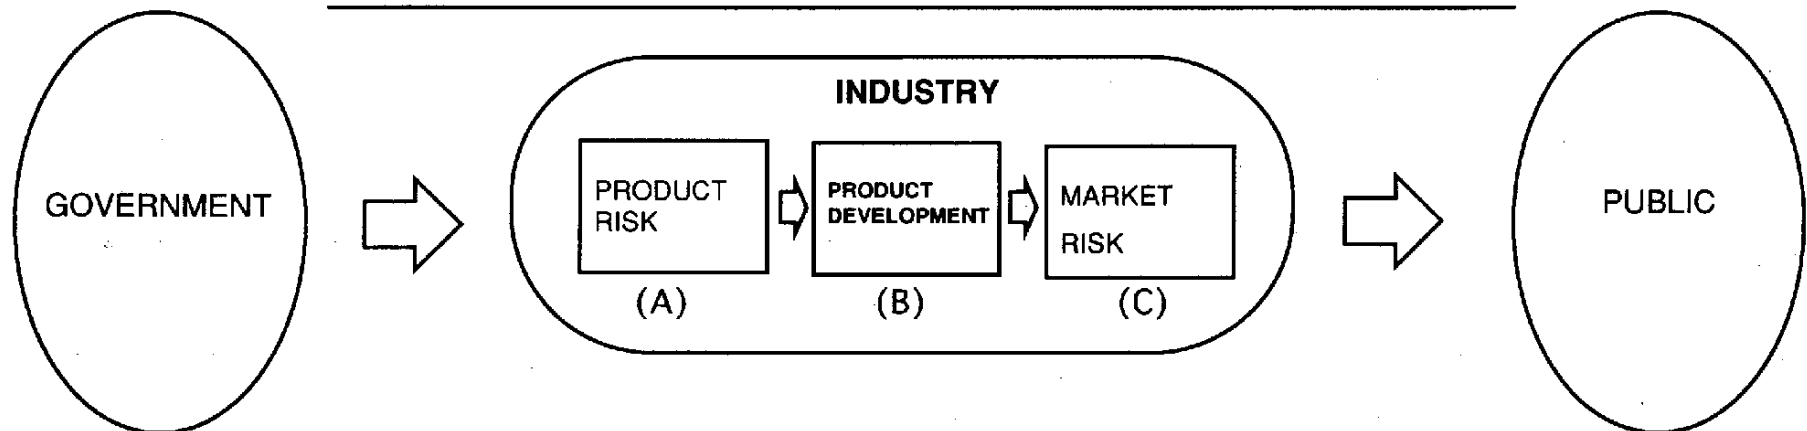 INDUSTRY
GOVERNMENT
PRODUCT
RISK
(A)
PRODUCT
DEVELOPMENT
(B)
MARKET
RISK
(C)
PUBLIC